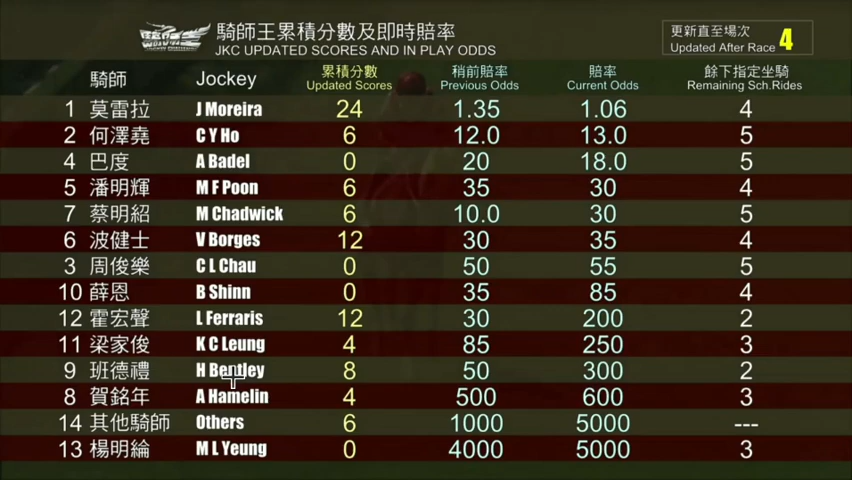 騎師王累積分數及即時賠率
JKC UPDATED SCORES AND IN PLAY ODDS
更新直至場次
Updated After Race 4
騎師 Jockey 累積分數 Updated Scores 稍前賠率 Previous Odds 賠率 Current Odds 餘下指定坐騎 Remaining Sch.Rides
1 莫雷拉 J Moreira 24 1.35 1.06 4
2 何澤堯 C Y Ho 6 12.0 13.0 5
4 巴度 A Badel 0 20 18.0 5
5 潘明輝 M F Poon 6 35 30 4
7 蔡明紹 M Chadwick 6 10.0 30 5
6 波健士 V Borges 12 30 35 4
3 周俊樂 C L Chau 0 50 55 5
10 薛恩 B Shinn 0 35 85 4
12 霍宏聲 L Ferraris 12 30 200 2
11 梁家俊 K C Leung 4 85 250 3
9 班德禮 H Bentley 8 50 300 2
8 賀銘年 A Hamelin 4 500 600 3
14 其他騎師 Others 6 1000 5000 ---
13 楊明綸 M L Yeung 0 4000 5000 3